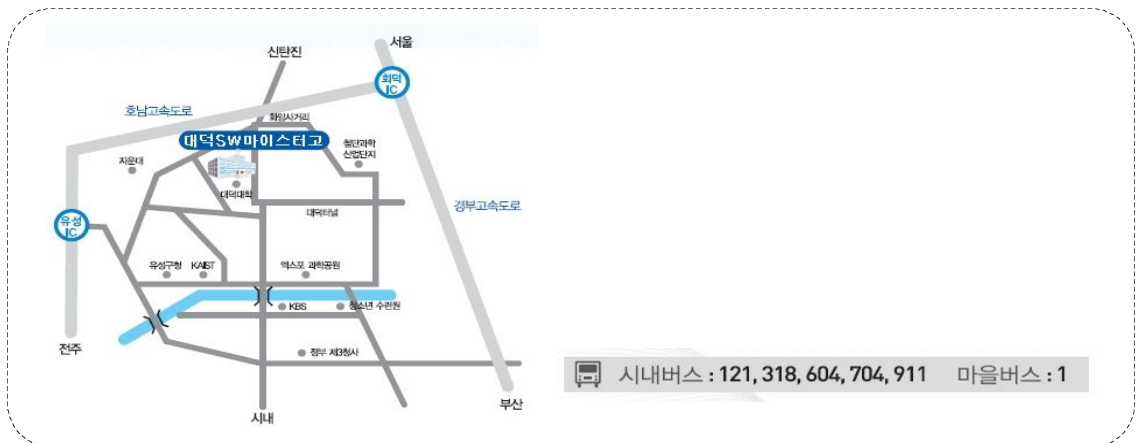 서울
신탄진
회덕
IC
호남고속도로
화암사거리
대덕SW마이스터고
첨단과학
산업단지
자운대
대덕대학
경부고속도로
대덕터널
유성
IC
유성구청
KAIST
엑스포 과학공원
KBS
청소년 수련원
전주
정부 제3청사
시내버스 : 121, 318, 604, 704, 911 마을버스 : 1
부산
시내